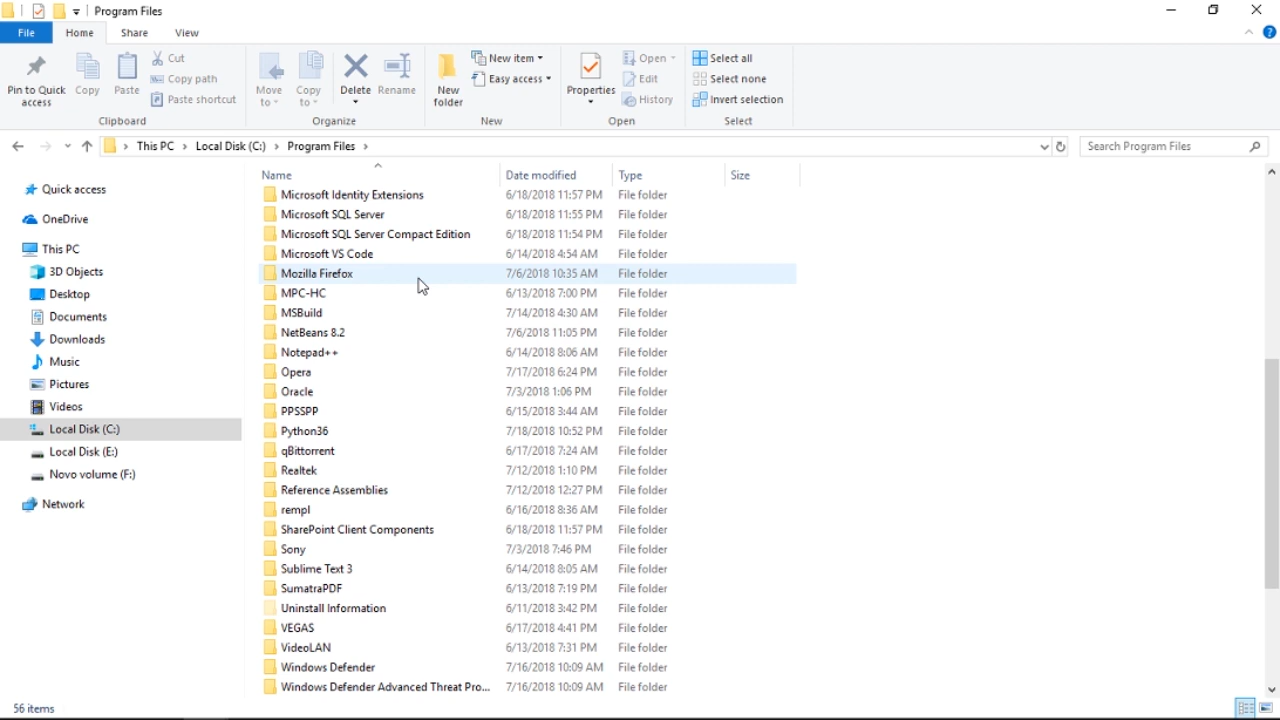 Program Files
File Home Share View
Pin to Quick access
Copy
Paste
Cut
Copy path
Paste shortcut
Clipboard
Move to
Copy to
Delete
Rename
Organize
New folder
New item
Easy access
New
Properties
Open
Edit
History
Open
Select all
Select none
Invert selection
Select
This PC > Local Disk (C:) > Program Files >
Search Program Files
Quick access
OneDrive
This PC
3D Objects
Desktop
Documents
Downloads
Music
Pictures
Videos
Local Disk (C:)
Local Disk (E:)
Novo volume (F:)
Network
Name Date modified Type Size
Microsoft Identity Extensions 6/18/2018 11:57 PM File folder
Microsoft SQL Server 6/18/2018 11:55 PM File folder
Microsoft SQL Server Compact Edition 6/18/2018 11:54 PM File folder
Microsoft VS Code 6/14/2018 4:54 AM File folder
Mozilla Firefox 7/6/2018 10:35 AM File folder
MPC-HC 6/13/2018 7:00 PM File folder
MSBuild 7/14/2018 4:30 AM File folder
NetBeans 8.2 7/6/2018 11:05 PM File folder
Notepad++ 6/14/2018 8:06 AM File folder
Opera 7/17/2018 6:24 PM File folder
Oracle 7/3/2018 1:06 PM File folder
PPSSPP 6/15/2018 3:44 AM File folder
Python36 7/18/2018 10:52 PM File folder
qBittorrent 6/17/2018 7:24 AM File folder
Realtek 7/12/2018 1:10 PM File folder
Reference Assemblies 7/12/2018 12:27 PM File folder
rempl 6/16/2018 8:36 AM File folder
SharePoint Client Components 6/18/2018 11:57 PM File folder
Sony 7/3/2018 7:46 PM File folder
Sublime Text 3 6/14/2018 8:05 AM File folder
SumatraPDF 6/13/2018 7:19 PM File folder
Uninstall Information 6/11/2018 3:42 PM File folder
VEGAS 6/17/2018 4:41 PM File folder
VideoLAN 6/13/2018 7:31 PM File folder
Windows Defender 7/16/2018 10:09 AM File folder
Windows Defender Advanced Threat Pro... 7/16/2018 10:09 AM File folder
56 items